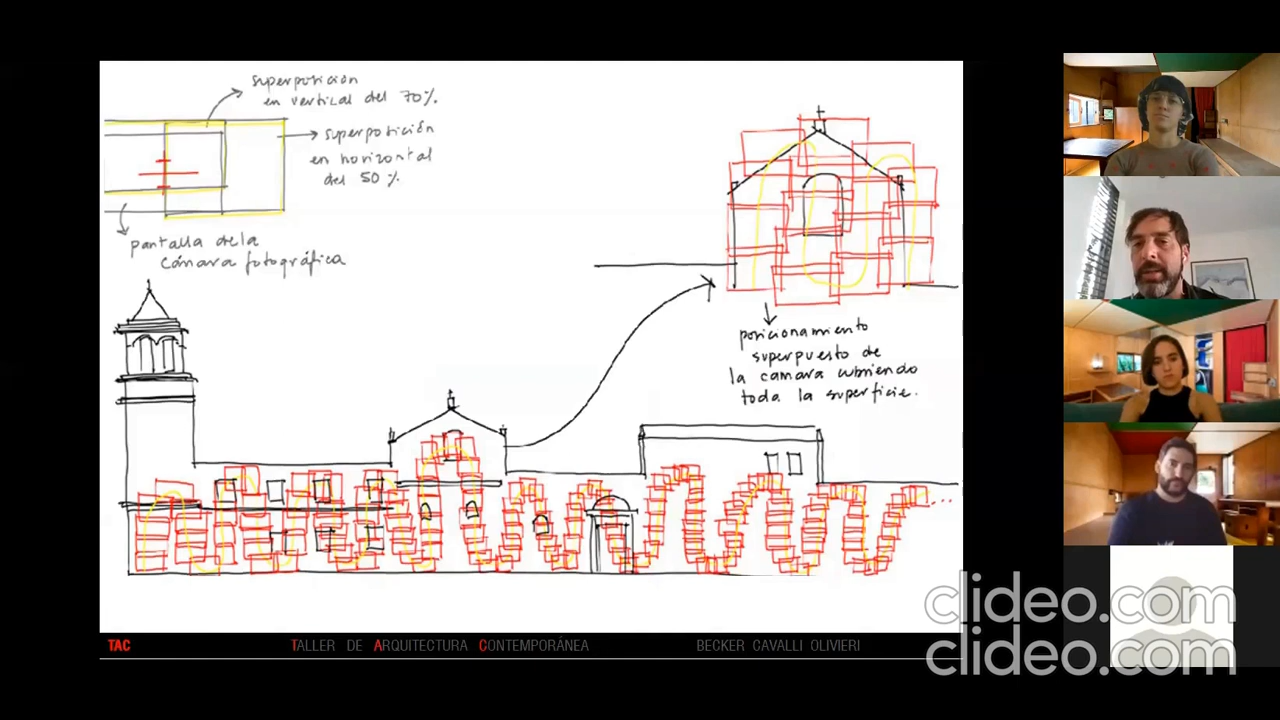 superposición
en vertical del 70%.
superposición
en horizontal
del 50%
pantalla de la
cámara fotográfica
posicionamiento
superpuesto de
la camara cubriendo
toda la superficie.
TAC
TALLER DE ARQUITECTURA CONTEMPORÁNEA
BECKER CAVALLI OLIVIERI
clideo.com
clideo.com